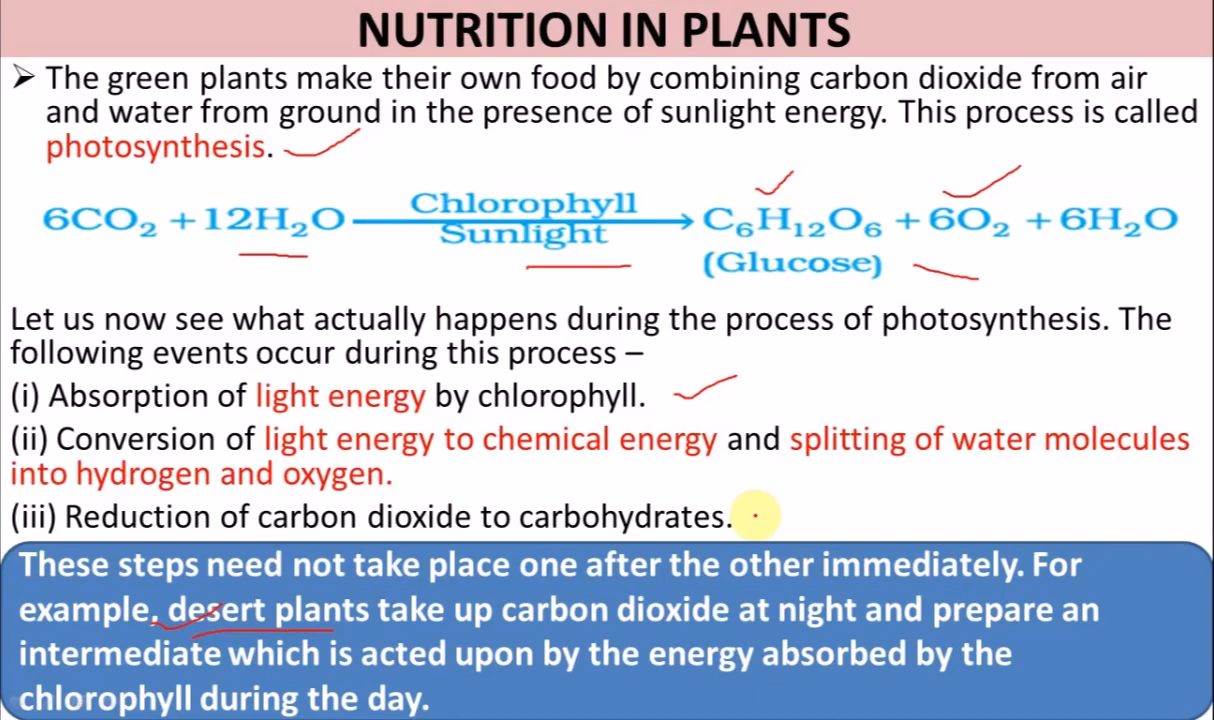 NUTRITION IN PLANTS
➢ The green plants make their own food by combining carbon dioxide from air
and water from ground in the presence of sunlight energy. This process is called
photosynthesis.
Chlorophyll
6CO₂ + 12H₂O → C₆H₁₂O₆ + 6O₂ + 6H₂O
Sunlight
(Glucose)
Let us now see what actually happens during the process of photosynthesis. The
following events occur during this process –
(i) Absorption of light energy by chlorophyll.
(ii) Conversion of light energy to chemical energy and splitting of water molecules
into hydrogen and oxygen.
(iii) Reduction of carbon dioxide to carbohydrates.
These steps need not take place one after the other immediately. For
example, desert plants take up carbon dioxide at night and prepare an
intermediate which is acted upon by the energy absorbed by the
chlorophyll during the day.